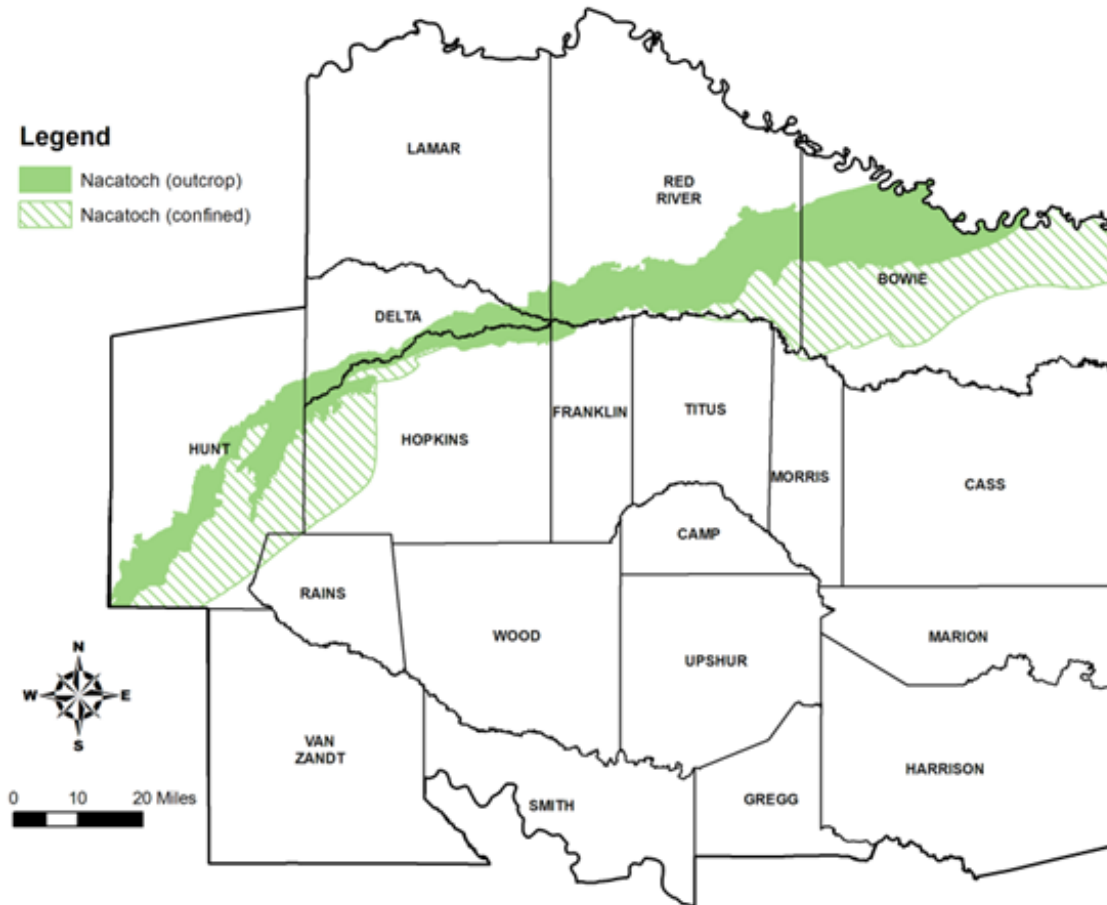 Legend
Nacatoch (outcrop)
Nacatoch (confined)
LAMAR
RED
RIVER
BOWIE
DELTA
HUNT
HOPKINS
FRANKLIN
TITUS
MORRIS
CASS
CAMP
RAINS
WOOD
UPSHUR
MARION
VAN
ZANDT
SMITH
GREGG
HARRISON
N
W
E
S
0 10 20 Miles